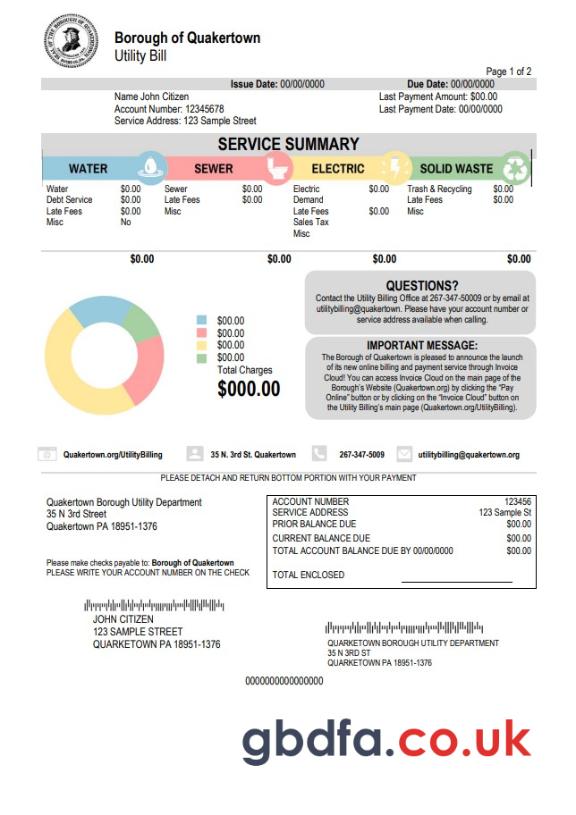 Borough of Quakertown
Utility Bill
Page 1 of 2
Issue Date: 00/00/0000 Due Date: 00/00/0000
Name John Citizen Last Payment Amount: $00.00
Account Number: 12345678 Last Payment Date: 00/00/0000
Service Address: 123 Sample Street
SERVICE SUMMARY
WATER SEWER ELECTRIC SOLID WASTE
Water $0.00 Sewer $0.00 Electric $0.00 Trash & Recycling $0.00
Debt Service $0.00 Late Fees $0.00 Demand Late Fees $0.00
Late Fees $0.00 Misc Late Fees $0.00 Misc
Misc No Sales Tax
Misc
$0.00 $0.00 $0.00 $0.00
$00.00
$00.00
$00.00
$00.00
Total Charges
$000.00
QUESTIONS?
Contact the Utility Billing Office at 267-347-50009 or by email at
utilitybilling@quakertown. Please have your account number or
service address available when calling.
IMPORTANT MESSAGE:
The Borough of Quakertown is pleased to announce the launch
of its new online billing and payment service through Invoice
Cloud! You can access Invoice Cloud on the main page of the
Borough's Website (Quakertown.org) by clicking the "Pay
Online" button or by clicking on the "Invoice Cloud" button on
the Utility Billing's main page (Quakertown.org/UtilityBilling).
Quakertown.org/UtilityBilling 35 N. 3rd St. Quakertown 267-347-5009 utilitybilling@quakertown.org
PLEASE DETACH AND RETURN BOTTOM PORTION WITH YOUR PAYMENT
Quakertown Borough Utility Department
35 N 3rd Street
Quakertown PA 18951-1376
Please make checks payable to: Borough of Quakertown
PLEASE WRITE YOUR ACCOUNT NUMBER ON THE CHECK
ACCOUNT NUMBER 123456
SERVICE ADDRESS 123 Sample St
PRIOR BALANCE DUE $00.00
CURRENT BALANCE DUE $00.00
TOTAL ACCOUNT BALANCE DUE BY 00/00/0000 $00.00
TOTAL ENCLOSED
JOHN CITIZEN
123 SAMPLE STREET
QUARKETOWN PA 18951-1376
QUARKETOWN BOROUGH UTILITY DEPARTMENT
35 N 3RD ST
QUARKETOWN PA 18951-1376
0000000000000000
gbdfa.co.uk